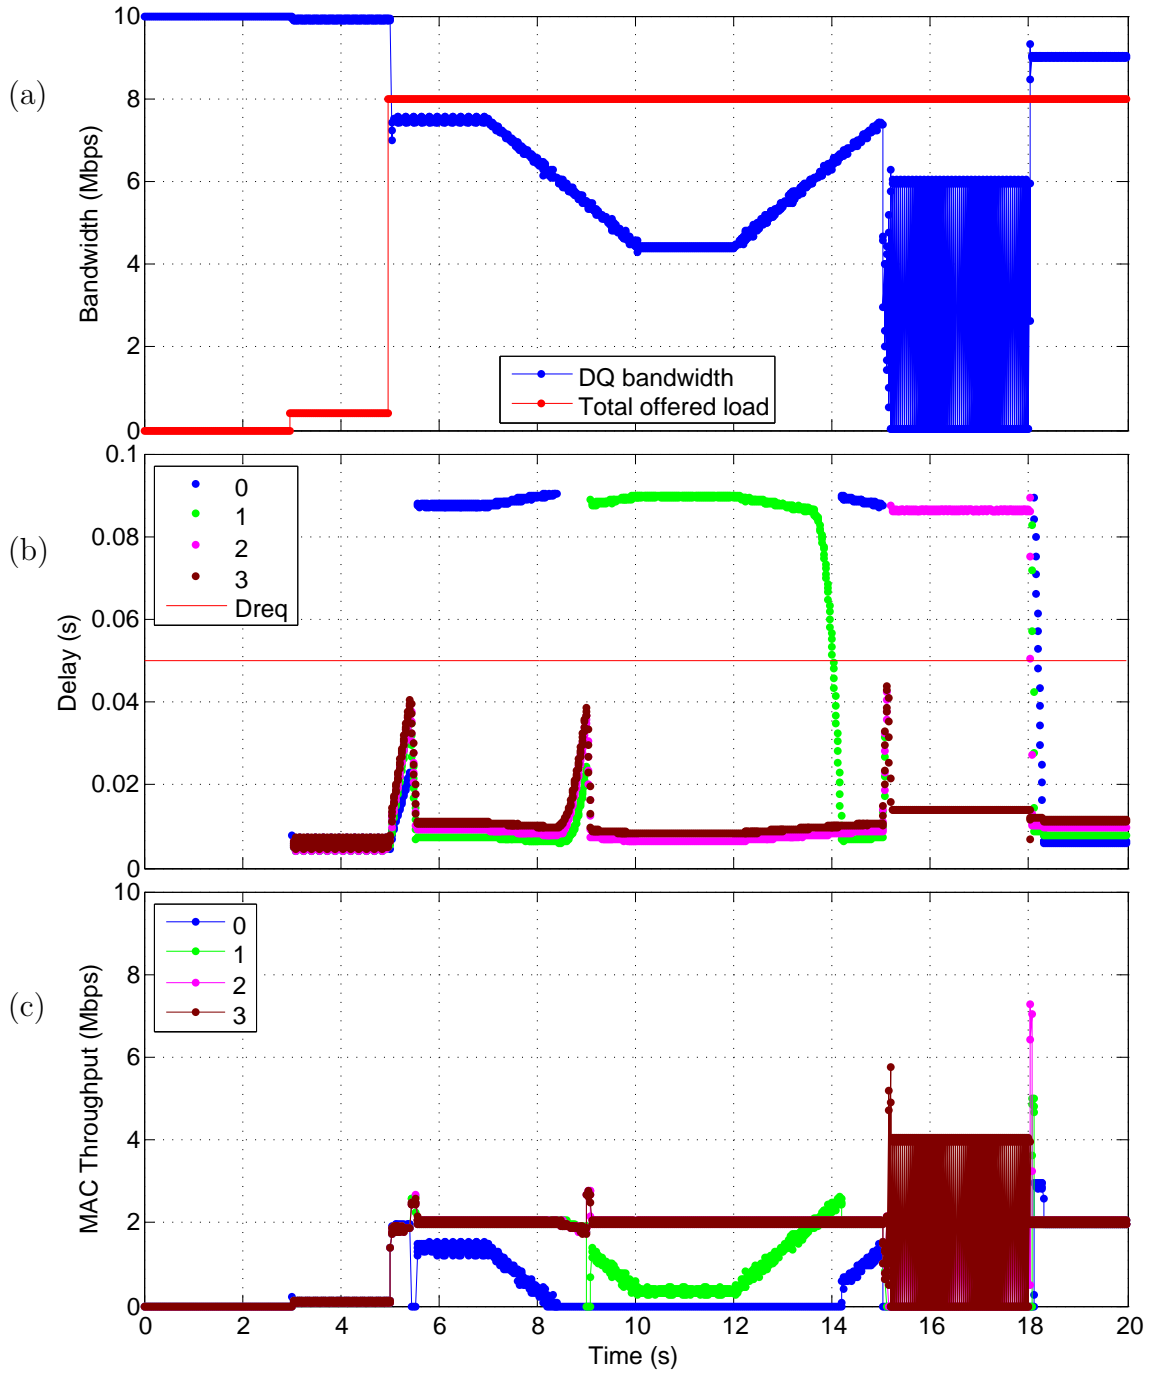 (a)
Bandwidth (Mbps)
10
8
6
4
2
0
DQ bandwidth
Total offered load
(b)
Delay (s)
0.1
0.08
0.06
0.04
0.02
0
0
1
2
3
Dreq
(c)
MAC Throughput (Mbps)
10
8
6
4
2
0
0
1
2
3
0 2 4 6 8 10 12 14 16 18 20
Time (s)